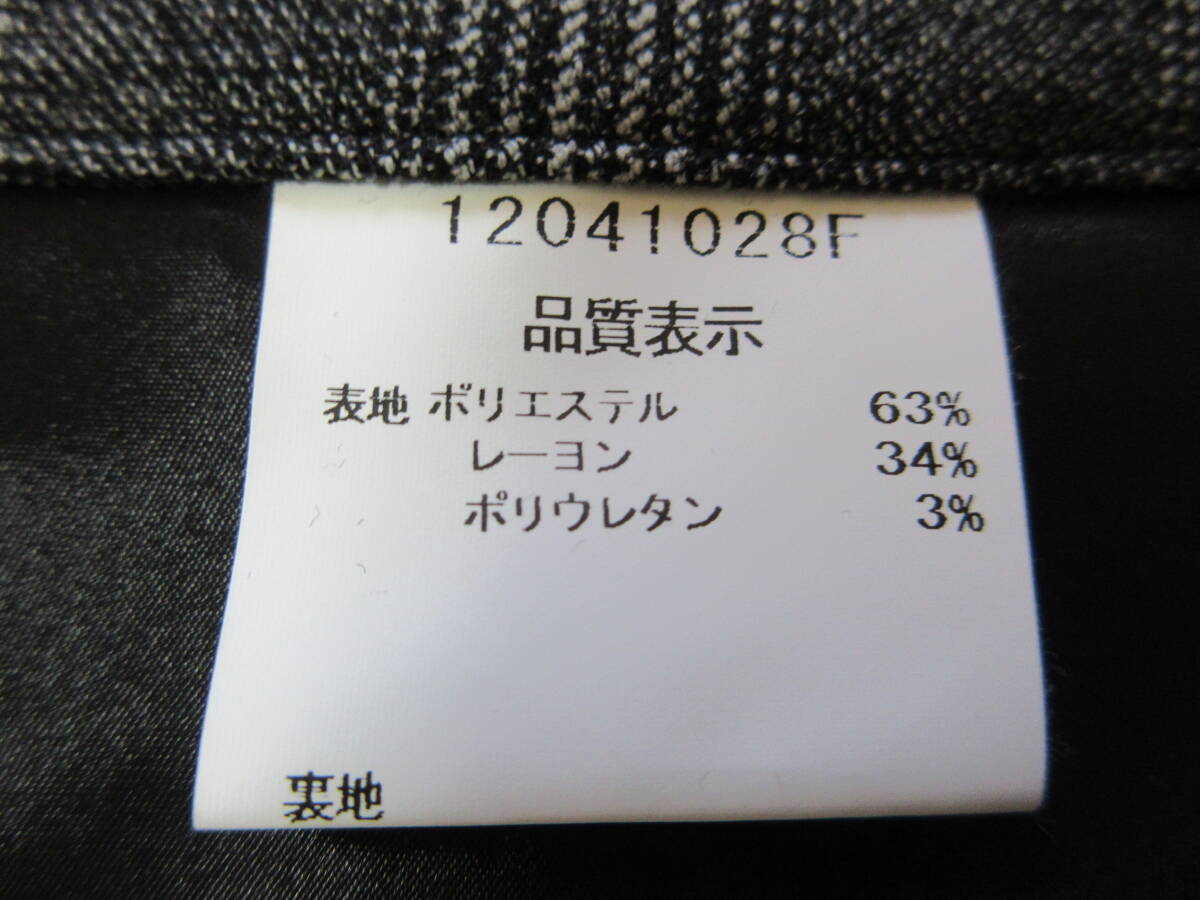 12041028F
品質表示
表地 ポリエステル 63%
レーヨン 34%
ポリウレタン 3%
裏地